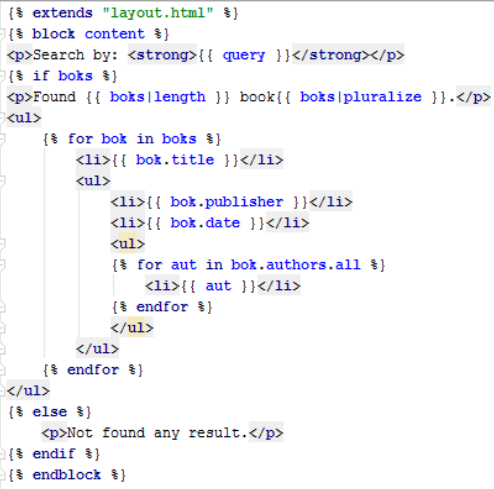 {% extends "layout.html" %}
{% block content %}
<p>Search by: <strong>{{ query }}</strong></p>
{% if boks %}
<p>Found {{ boks|length }} book{{ boks|pluralize }}.</p>
<ul>
    {% for bok in boks %}
        <li>{{ bok.title }}</li>
        <ul>
            <li>{{ bok.publisher }}</li>
            <li>{{ bok.date }}</li>
            <ul>
            {% for aut in bok.authors.all %}
                <li>{{ aut }}</li>
            {% endfor %}
            </ul>
        </ul>
    {% endfor %}
</ul>
{% else %}
    <p>Not found any result.</p>
{% endif %}
{% endblock %}